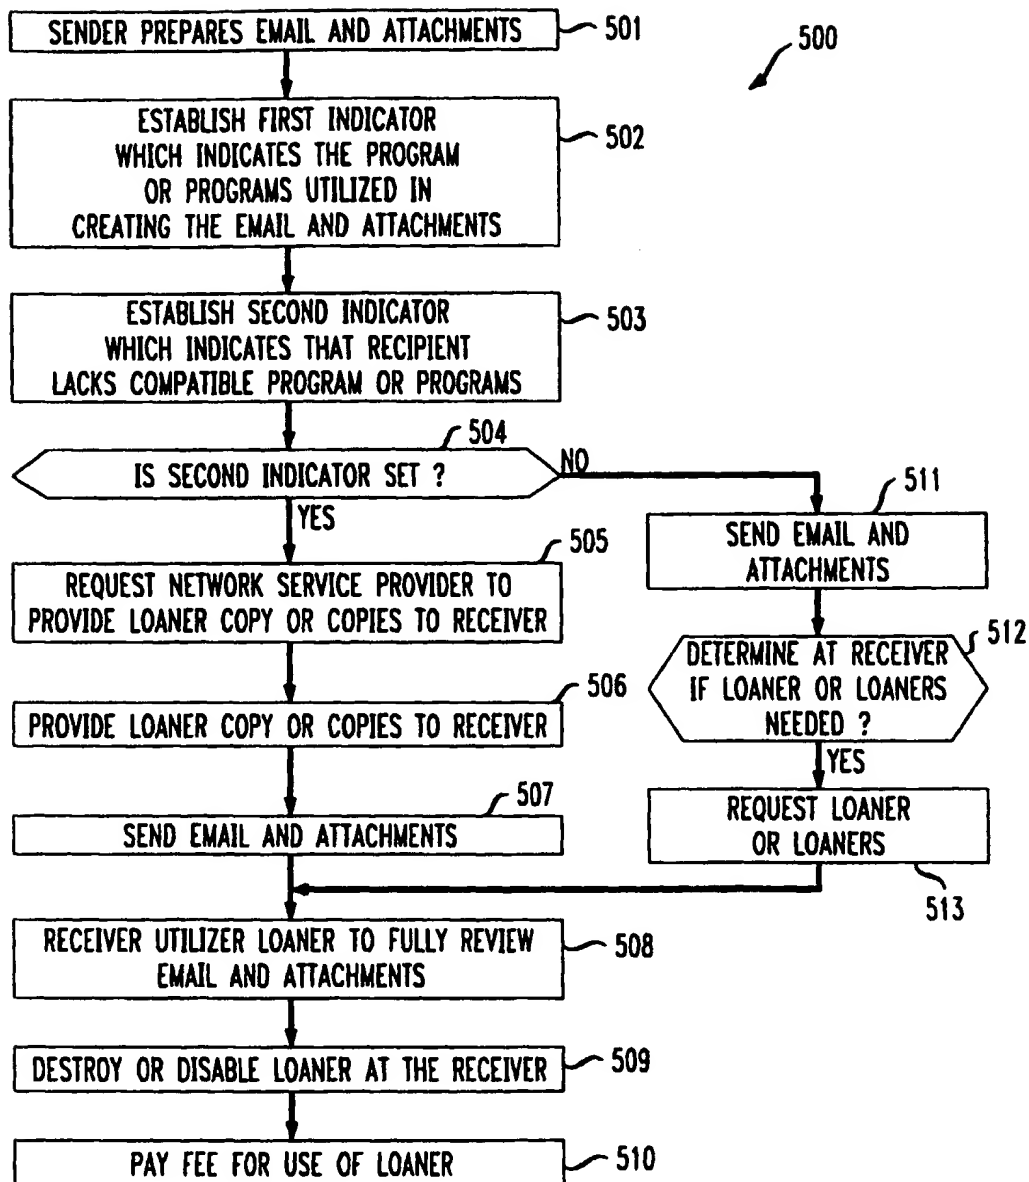 SENDER PREPARES EMAIL AND ATTACHMENTS
501
500
ESTABLISH FIRST INDICATOR
WHICH INDICATES THE PROGRAM
OR PROGRAMS UTILIZED IN
CREATING THE EMAIL AND ATTACHMENTS
502
ESTABLISH SECOND INDICATOR
WHICH INDICATES THAT RECIPIENT
LACKS COMPATIBLE PROGRAM OR PROGRAMS
503
504
IS SECOND INDICATOR SET ?
NO
YES
511
SEND EMAIL AND
ATTACHMENTS
505
REQUEST NETWORK SERVICE PROVIDER TO
PROVIDE LOANER COPY OR COPIES TO RECEIVER
512
DETERMINE AT RECEIVER
IF LOANER OR LOANERS
NEEDED ?
YES
506
PROVIDE LOANER COPY OR COPIES TO RECEIVER
507
SEND EMAIL AND ATTACHMENTS
REQUEST LOANER
OR LOANERS
513
RECEIVER UTILIZER LOANER TO FULLY REVIEW
EMAIL AND ATTACHMENTS
508
DESTROY OR DISABLE LOANER AT THE RECEIVER
509
PAY FEE FOR USE OF LOANER
510